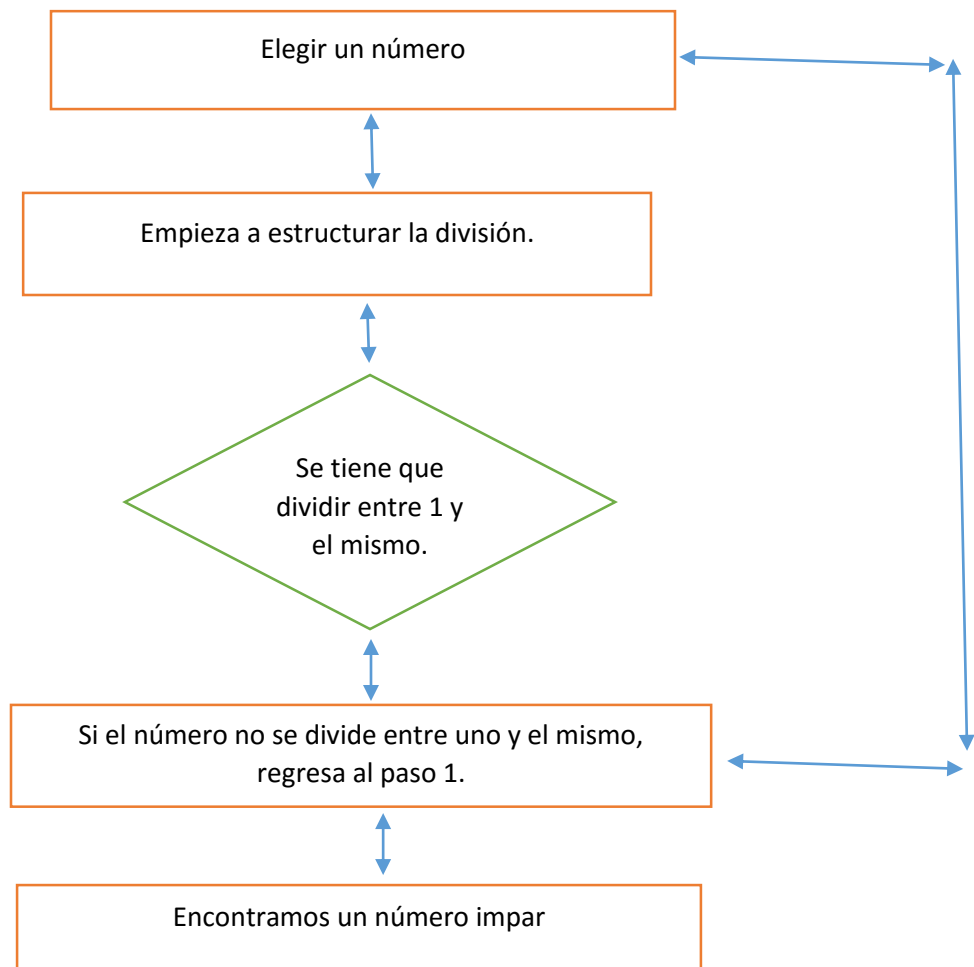 Elegir un número
Empieza a estructurar la división.
Se tiene que
dividir entre 1 y
el mismo.
Si el número no se divide entre uno y el mismo,
regresa al paso 1.
Encontramos un número impar